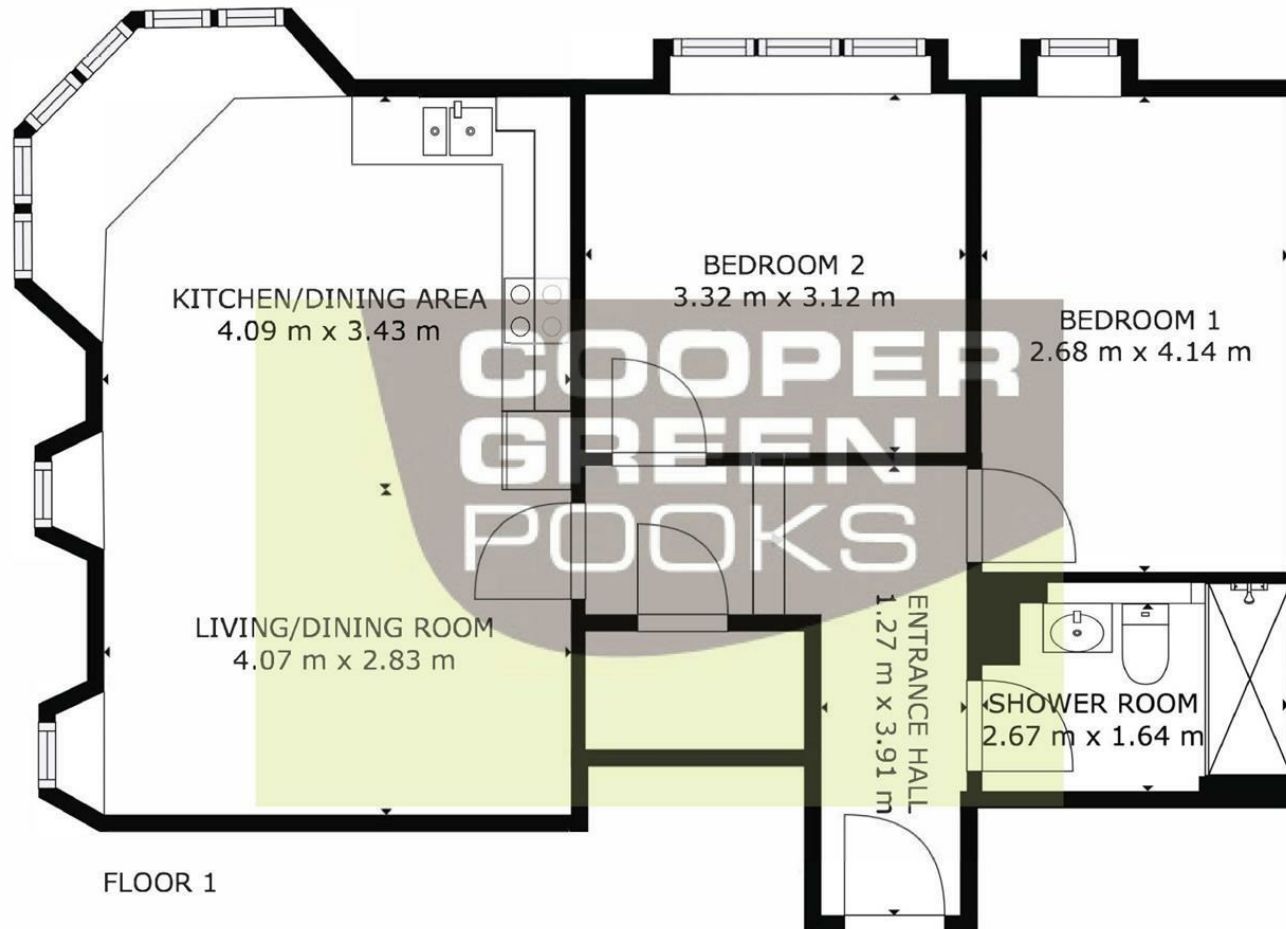 KITCHEN/DINING AREA
4.09 m x 3.43 m
BEDROOM 2
3.32 m x 3.12 m
BEDROOM 1
2.68 m x 4.14 m
COOPER
GREEN
POOKS
LIVING/DINING ROOM
4.07 m x 2.83 m
ENTRANCE HALL
1.27 m x 3.91 m
SHOWER ROOM
2.67 m x 1.64 m
FLOOR 1